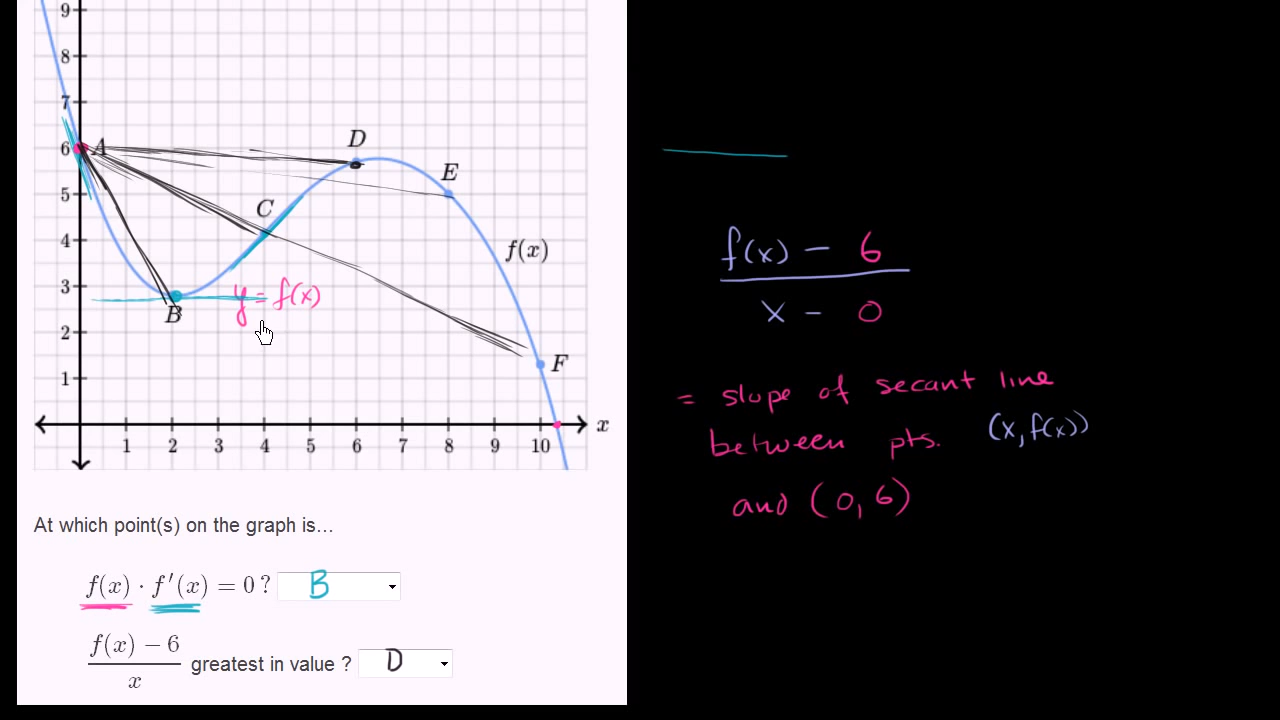 9
8
7
6 A
D
E
5
C
4
f(x)
3
y = f(x)
B
2
F
1
x
1 2 3 4 5 6 7 8 9 10
At which point(s) on the graph is...
f(x) · f'(x) = 0 ? B
f(x) − 6
x
greatest in value ? D
f(x) − 6
x − 0
= slope of secant line
between pts. (x, f(x))
and (0, 6)